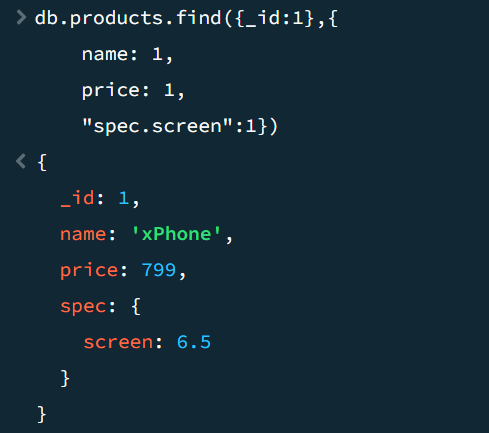 > db.products.find({_id:1},{
name: 1,
price: 1,
"spec.screen":1})
< {
_id: 1,
name: 'xPhone',
price: 799,
spec: {
screen: 6.5
}
}